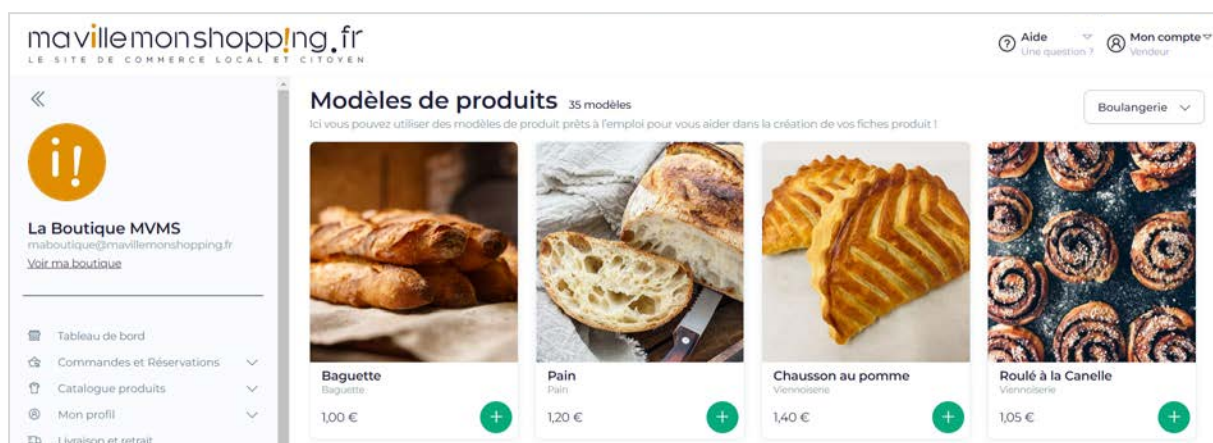 mavillemonshopp!ng.fr
LE SITE DE COMMERCE LOCAL ET CITOYEN
Aide
Une question ?
Mon compte
Vendeur
i!
La Boutique MVMS
maboutique@mavillemonshopping.fr
Voir ma boutique
Tableau de bord
Commandes et Réservations
Catalogue produits
Mon profil
Livraison et retrait
Modèles de produits 35 modèles
Boulangerie
Ici vous pouvez utiliser des modèles de produit prêts à l'emploi pour vous aider dans la création de vos fiches produit !
Baguette
Baguette
1,00 €
Pain
Pain
1,20 €
Chausson au pomme
Viennoiserie
1,40 €
Roulé à la Canelle
Viennoiserie
1,05 €